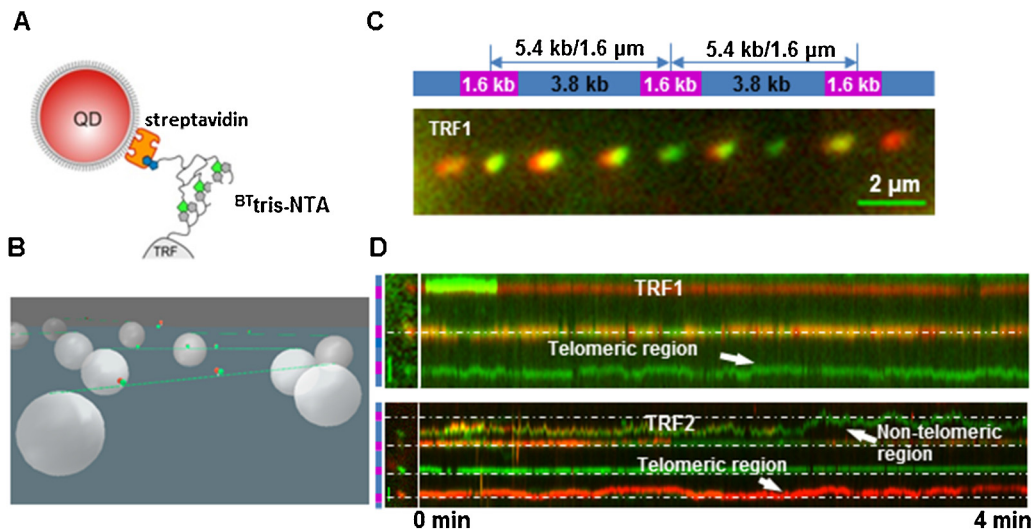 A
QD
streptavidin
BTtris-NTA
TRF
B
C
5.4 kb/1.6 µm 5.4 kb/1.6 µm
1.6 kb 3.8 kb 1.6 kb 3.8 kb 1.6 kb
TRF1
2 µm
D
TRF1
Telomeric region
TRF2
Non-telomeric
region
Telomeric region
0 min 4 min